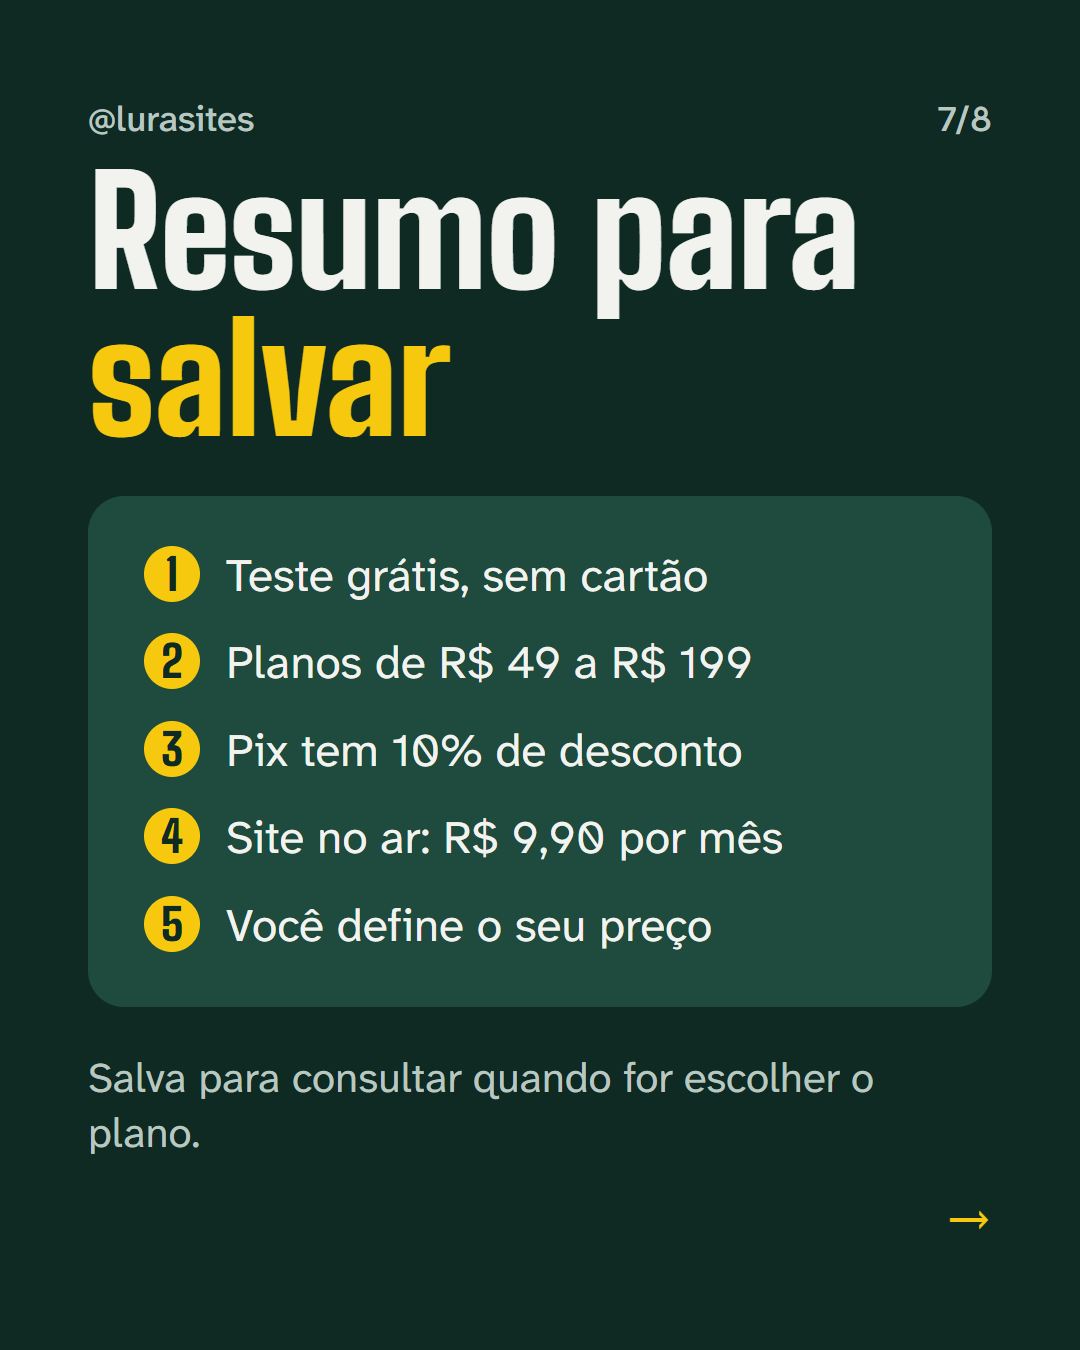 @lurasites
7/8
Resumo para
salvar
1 Teste grátis, sem cartão
2 Planos de R$ 49 a R$ 199
3 Pix tem 10% de desconto
4 Site no ar: R$ 9,90 por mês
5 Você define o seu preço
Salva para consultar quando for escolher o
plano.
→